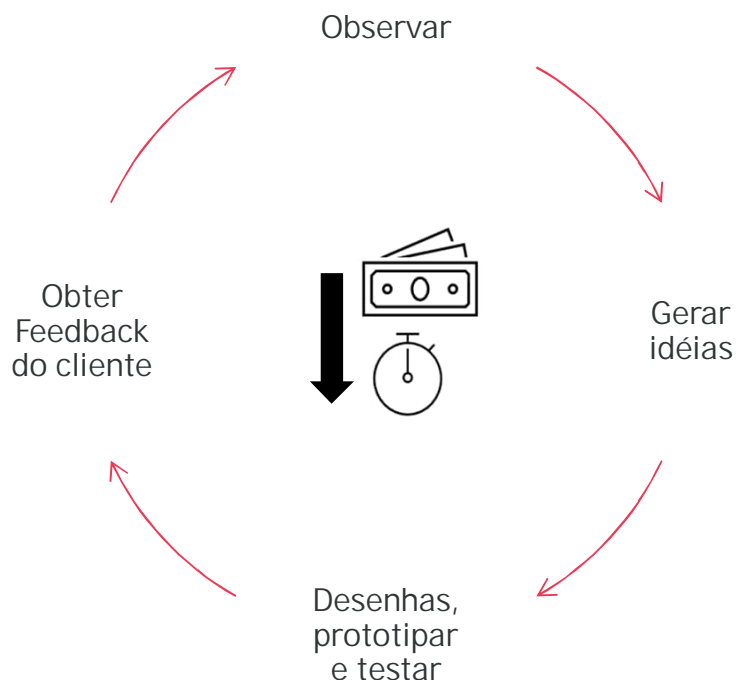 Observar
Gerar
idéias
Desenhas,
prototipar
e testar
Obter
Feedback
do cliente